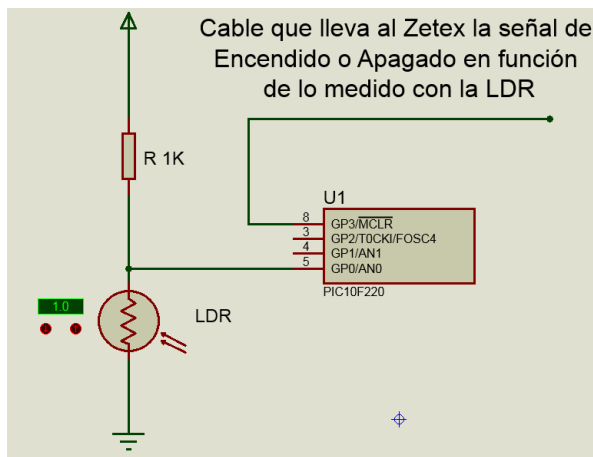 Cable que lleva al Zetex la señal de
Encendido o Apagado en función
de lo medido con la LDR
R 1K
U1
8 GP3/MCLR
3 GP2/T0CKI/FOSC4
4 GP1/AN1
5 GP0/AN0
PIC10F220
1.0
LDR